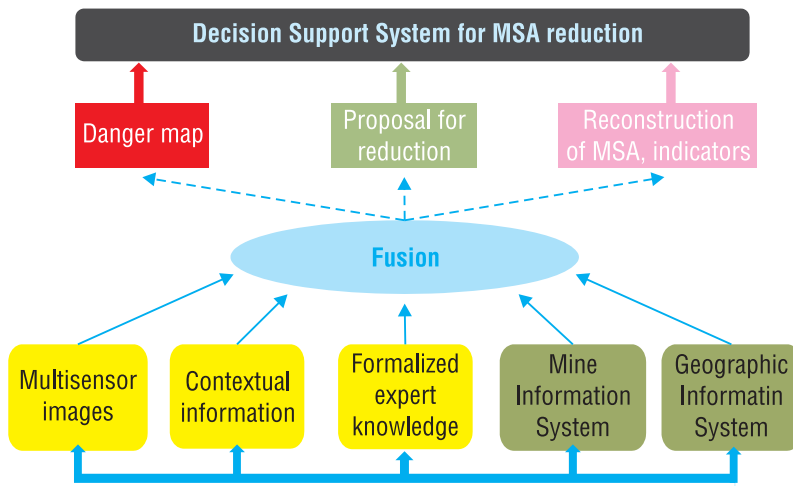 Decision Support System for MSA reduction
Danger map
Proposal for
reduction
Reconstruction
of MSA, indicators
Fusion
Multisensor
images
Contextual
information
Formalized
expert
knowledge
Mine
Information
System
Geographic
Informatin
System